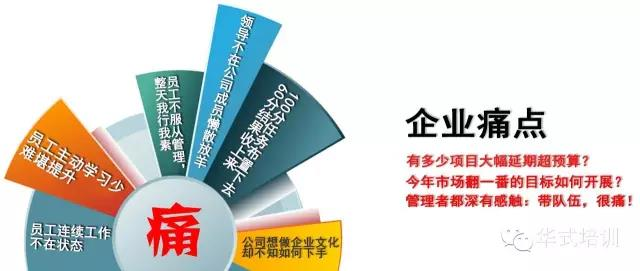 领导不在公司成员懒散放羊
100分任务布置下去
60分结果收上来
员工不服从管理,
整天我行我素
员工主动学习少
难堪提升
员工连续工作
不在状态
痛
公司想做企业文化
却不知如何下手
企业痛点
有多少项目大幅延期超预算？
今年市场翻一番的目标如何开展？
管理者都深有感触：带队伍，很痛！
华式培训